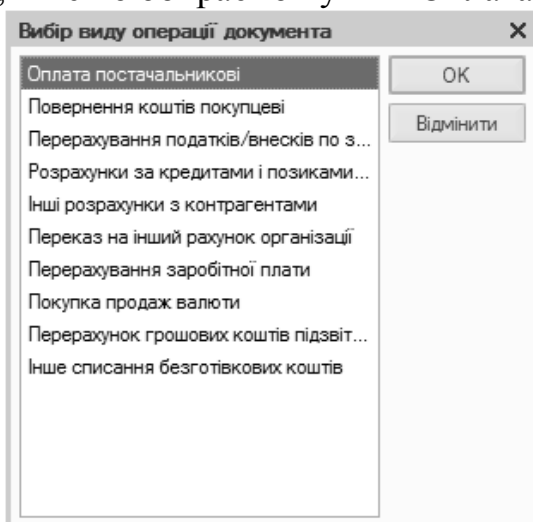 Вибір виду операції документа
Оплата постачальникові
Повернення коштів покупцеві
Перерахування податків/внесків по з...
Розрахунки за кредитами і позиками...
Інші розрахунки з контрагентами
Переказ на інший рахунок організації
Перерахування заробітної плати
Покупка продаж валюти
Перерахунок грошових коштів підзвіт...
Інше списання безготівкових коштів
ОК
Відмінити